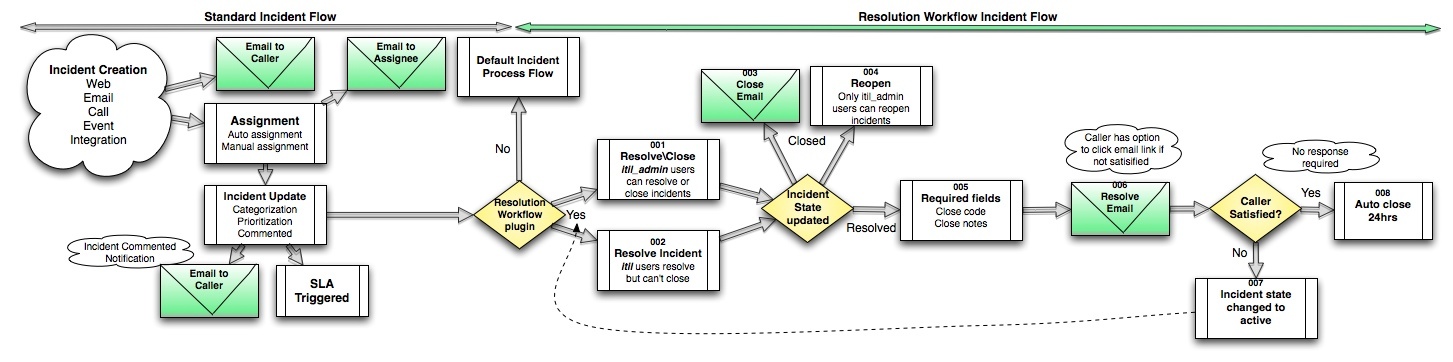 Standard Incident Flow
Resolution Workflow Incident Flow
Incident Creation
Web
Email
Call
Event
Integration
Email to
Caller
Email to
Assignee
Assignment
Auto assignment
Manual assignment
Incident Update
Categorization
Prioritization
Commented
Incident Commented
Notification
Email to
Caller
SLA
Triggered
Default Incident
Process Flow
No
Resolution
Workflow
plugin
Yes
001
Resolve\Close
itil_admin users
can resolve or
close incidents
002
Resolve Incident
itil users resolve
but can't close
003
Close
Email
004
Reopen
Only itil_admin
users can reopen
incidents
Closed
Incident
State
updated
Resolved
005
Required fields
Close code
Close notes
Caller has option
to click email link if
not satisified
006
Resolve
Email
Caller
Satisfied?
No response
required
Yes
008
Auto close
24hrs
No
007
Incident state
changed to
active